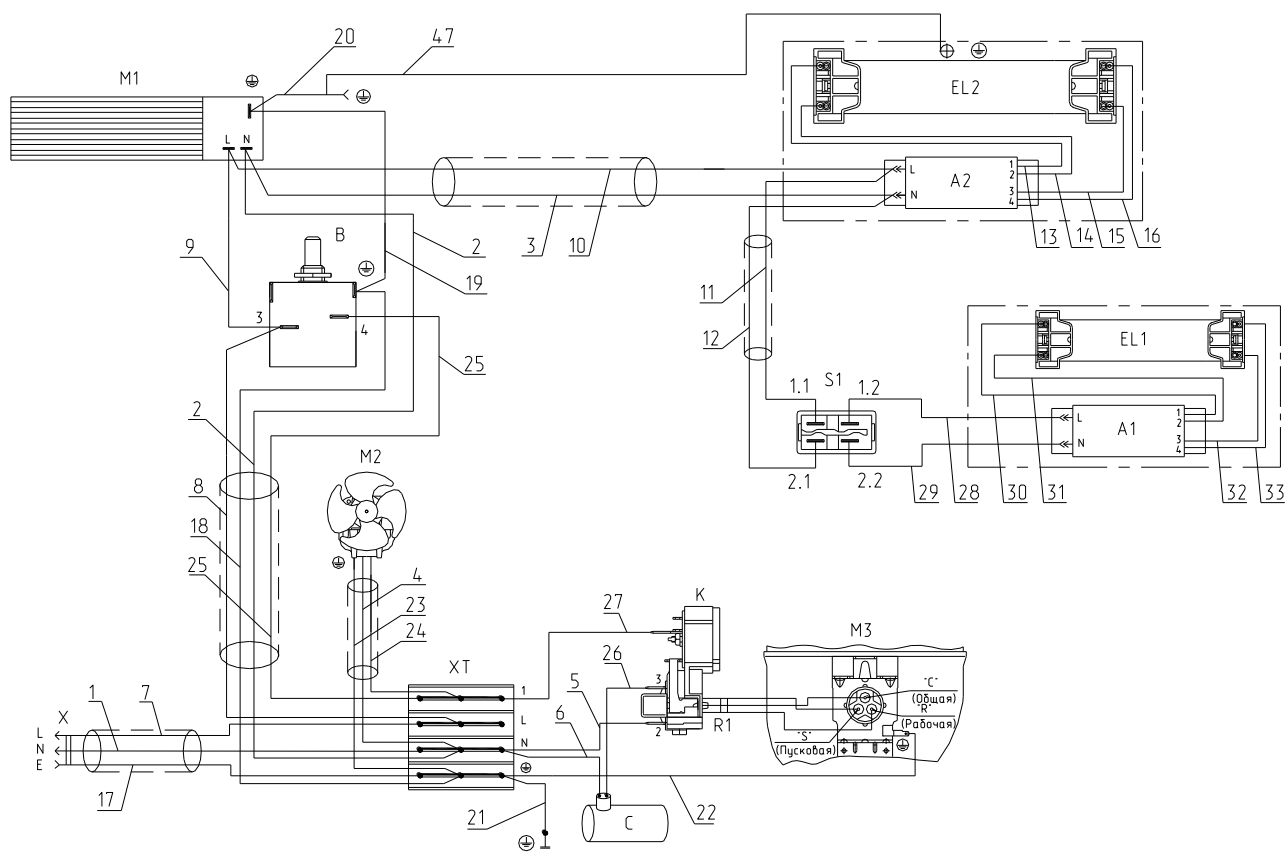 20
47
M1
EL2
L N
L
A2
1
2
3
4
N
B
9
2
3
10
13
14
15
16
19
3
4
11
12
EL1
25
S1
1.1
1.2
L
A1
1
2
3
4
N
2
M2
2.1
2.2
29
28
30
31
32
33
8
18
25
4
23
24
27
K
26
3
M3
"C"
(Общая)
"R"
(Рабочая)
"S"
(Пусковая)
XT
1
5
R1
2
6
1
7
X
L
N
E
L
N
17
21
C
22